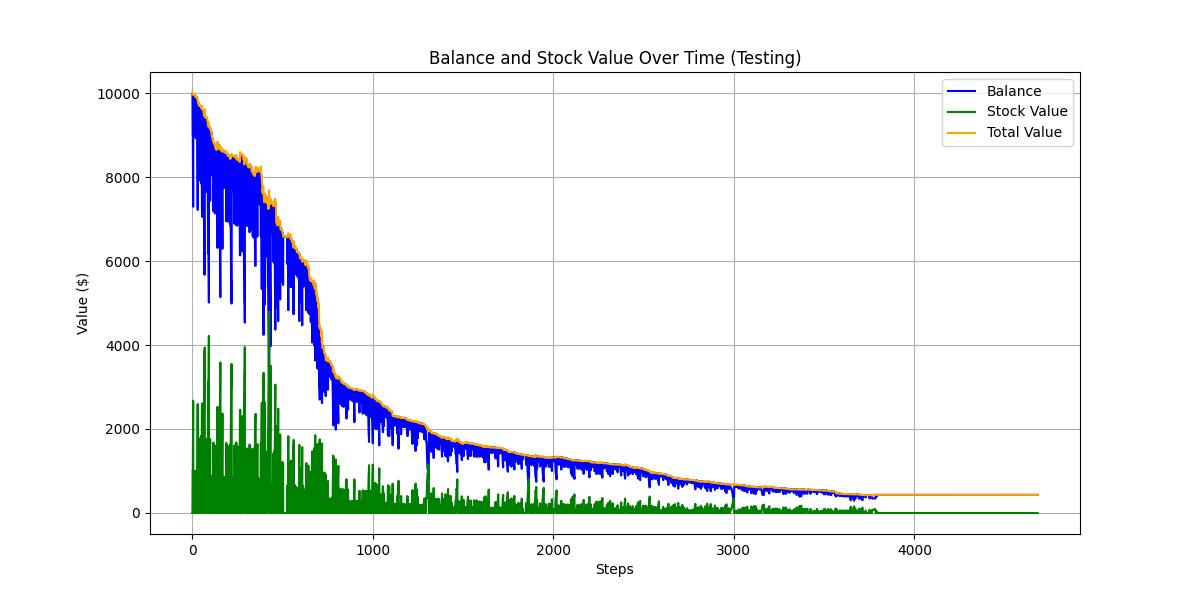 Balance and Stock Value Over Time (Testing)
Balance
Stock Value
Total Value
10000
8000
6000
4000
2000
0
Value ($)
0 1000 2000 3000 4000
Steps